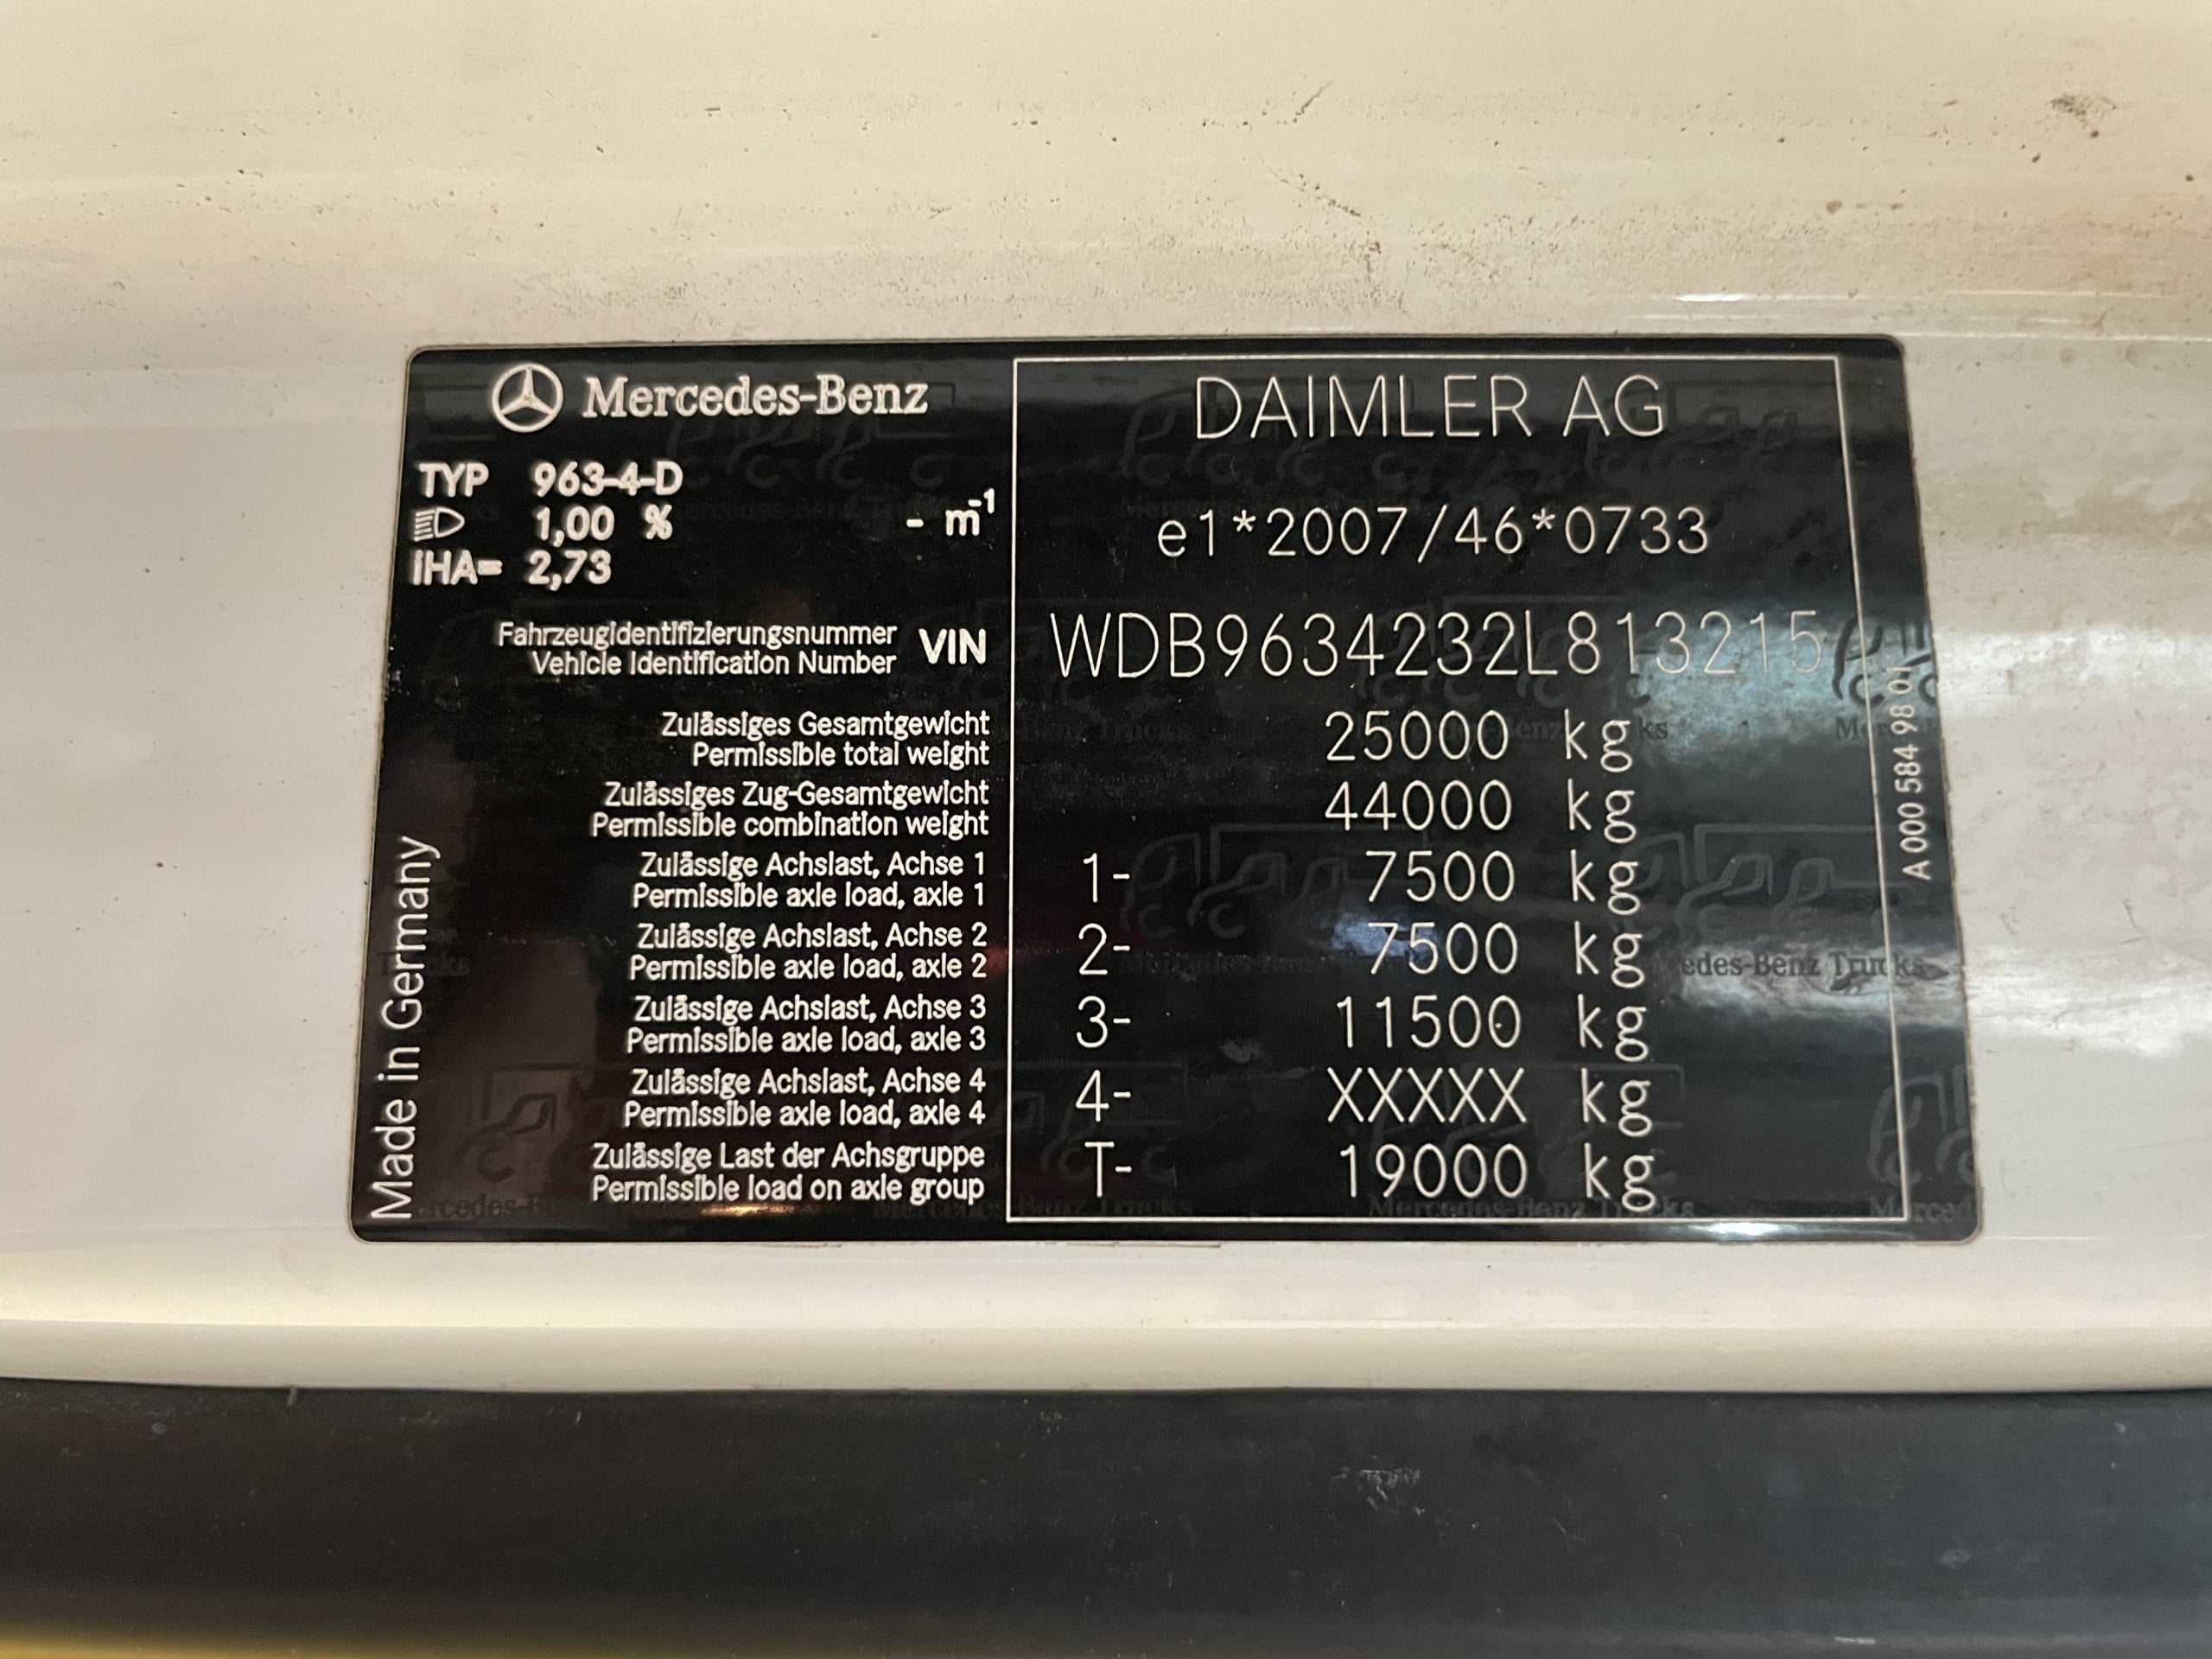 Mercedes-Benz
TYP 963-4-D
1,00 % - m-1
iHA= 2,73
DAIMLER AG
e1*2007/46*0733
Fahrzeugidentifizierungsnummer
Vehicle Identification Number
VIN WDB9634232L813215
Zulässiges Gesamtgewicht
Permissible total weight
25000 kg
Zulässiges Zug-Gesamtgewicht
Permissible combination weight
44000 kg
Zulässige Achslast, Achse 1
Permissible axle load, axle 1
1- 7500 kg
Zulässige Achslast, Achse 2
Permissible axle load, axle 2
2- 7500 kg
Zulässige Achslast, Achse 3
Permissible axle load, axle 3
3- 11500 kg
Zulässige Achslast, Achse 4
Permissible axle load, axle 4
4- XXXXX kg
Zulässige Last der Achsgruppe
Permissible load on axle group
T- 19000 kg
Made in Germany
A 000 584 98 01
Mercedes-Benz Trucks